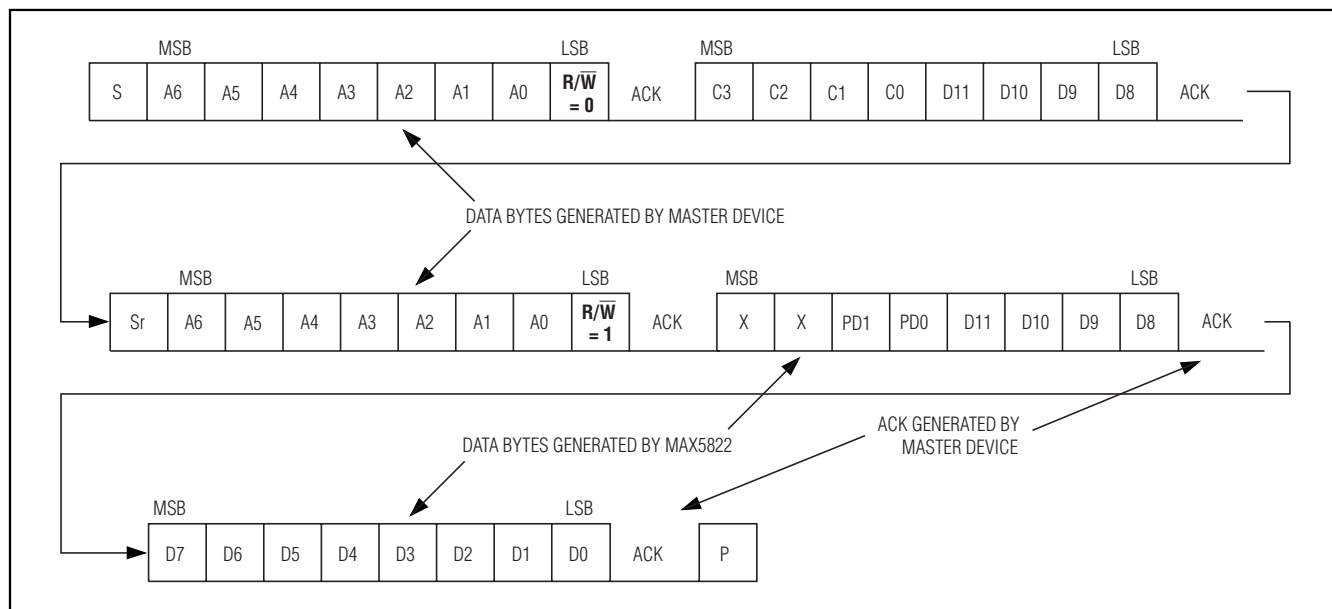 MSB LSB MSB LSB
S A6 A5 A4 A3 A2 A1 A0 R/W̅ = 0 ACK C3 C2 C1 C0 D11 D10 D9 D8 ACK
DATA BYTES GENERATED BY MASTER DEVICE
MSB LSB MSB LSB
Sr A6 A5 A4 A3 A2 A1 A0 R/W̅ = 1 ACK X X PD1 PD0 D11 D10 D9 D8 ACK
DATA BYTES GENERATED BY MAX5822
ACK GENERATED BY
MASTER DEVICE
MSB LSB
D7 D6 D5 D4 D3 D2 D1 D0 ACK P